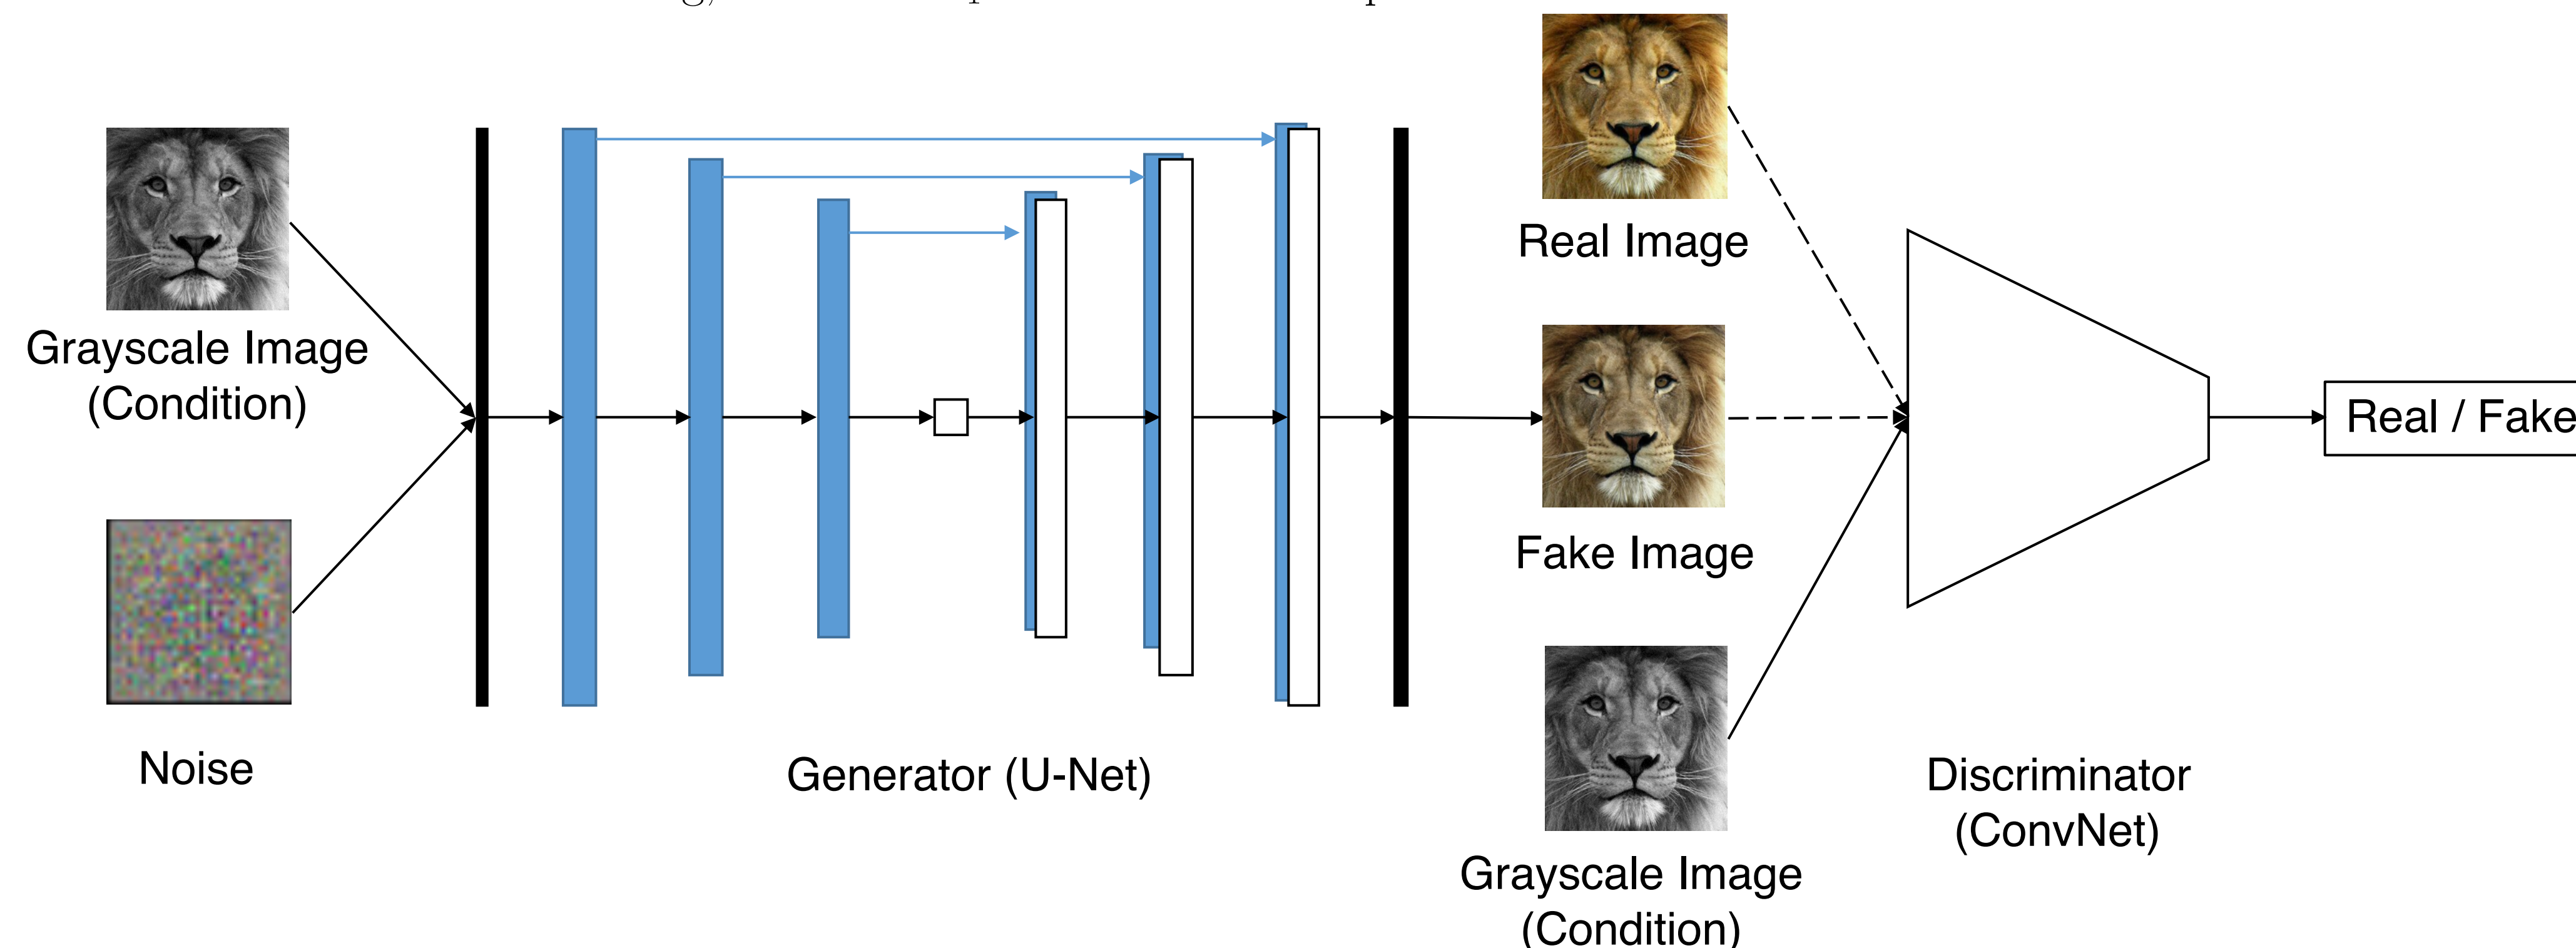 Grayscale Image
(Condition)
Noise
Generator (U-Net)
Real Image
Fake Image
Grayscale Image
(Condition)
Discriminator
(ConvNet)
Real / Fake